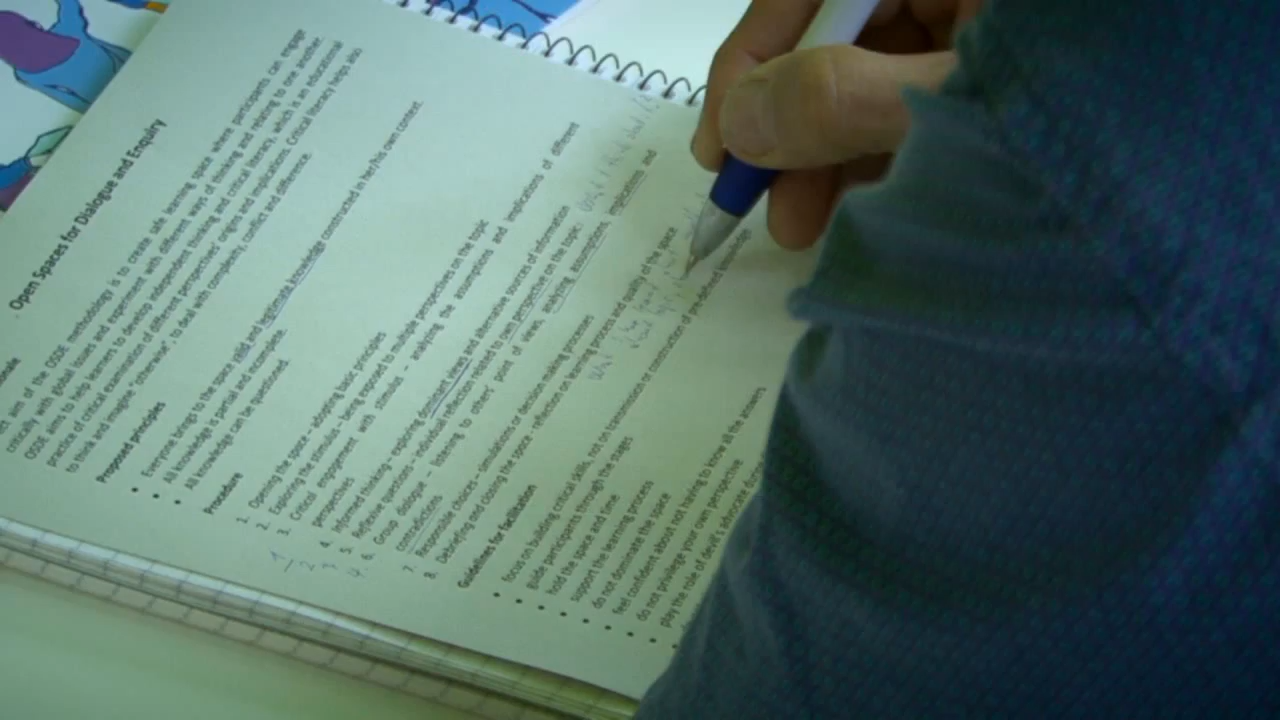 Open Spaces for Dialogue and Enquiry
aim of the OSDE methodology is to create safe learning space where participants can engage
critically with global issues and experiment with different ways of thinking and relating to one another.
OSDE aims to help learners to develop independent thinking and critical literacy, which is an educational
practice of critical examination of different perspectives' origins and implications. Critical literacy helps also
to think and imagine "otherwise", to deal with complexity, conflict and difference.
Proposed principles
• Everyone brings to the space valid and legitimate knowledge constructed in her/his own context.
• All knowledge is partial and incomplete.
• All knowledge can be questioned.
Procedure
1. Opening the space – adopting basic principles
2. Exploring the stimulus – being exposed to multiple perspectives on the topic
3. Critical engagement with stimulus – analyzing the assumptions and implications of different
perspectives
4. Informed thinking – exploring dominant views and alternative sources of information
5. Reflexive questions – individual reflection related to own perspective on the topic.
6. Group dialogue – listening to others' point of views, analyzing assumptions, implications and
contradictions
7. Responsible choices – simulations or decision making processes
8. Debriefing and closing the space - reflection on learning process and quality of the space
Guidelines for facilitation
• focus on building critical skills, not on transmission or construction of pre-defined knowledge
• guide participants through the stages
• hold the space and time
• support the learning process
• do not dominate the space
• feel confident about not having to know all the answers
• do not privilege your own perspective
• play the role of devil's advocate